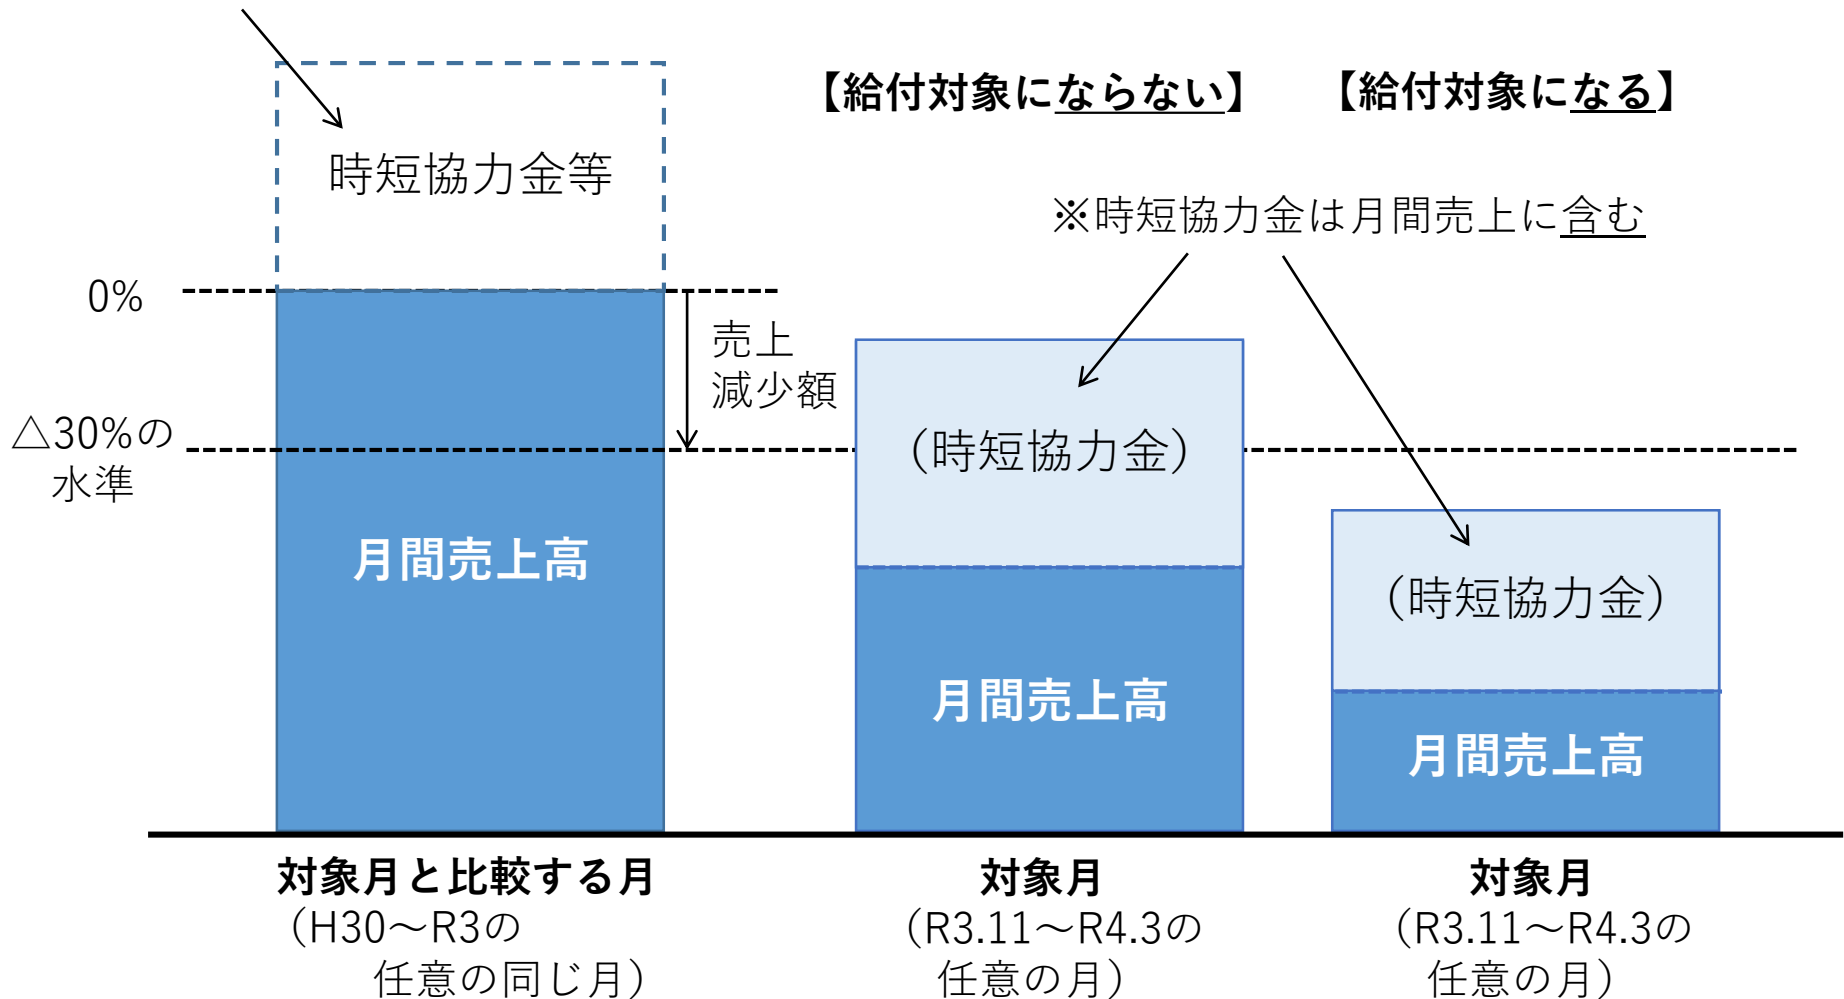 【給付対象にならない】
【給付対象になる】
時短協力金等
※時短協力金は月間売上に含む
0%
売上
減少額
△30%の
水準
（時短協力金）
月間売上高
（時短協力金）
月間売上高
月間売上高
対象月と比較する月
（H30～R3の
任意の同じ月）
対象月
（R3.11～R4.3の
任意の月）
対象月
（R3.11～R4.3の
任意の月）